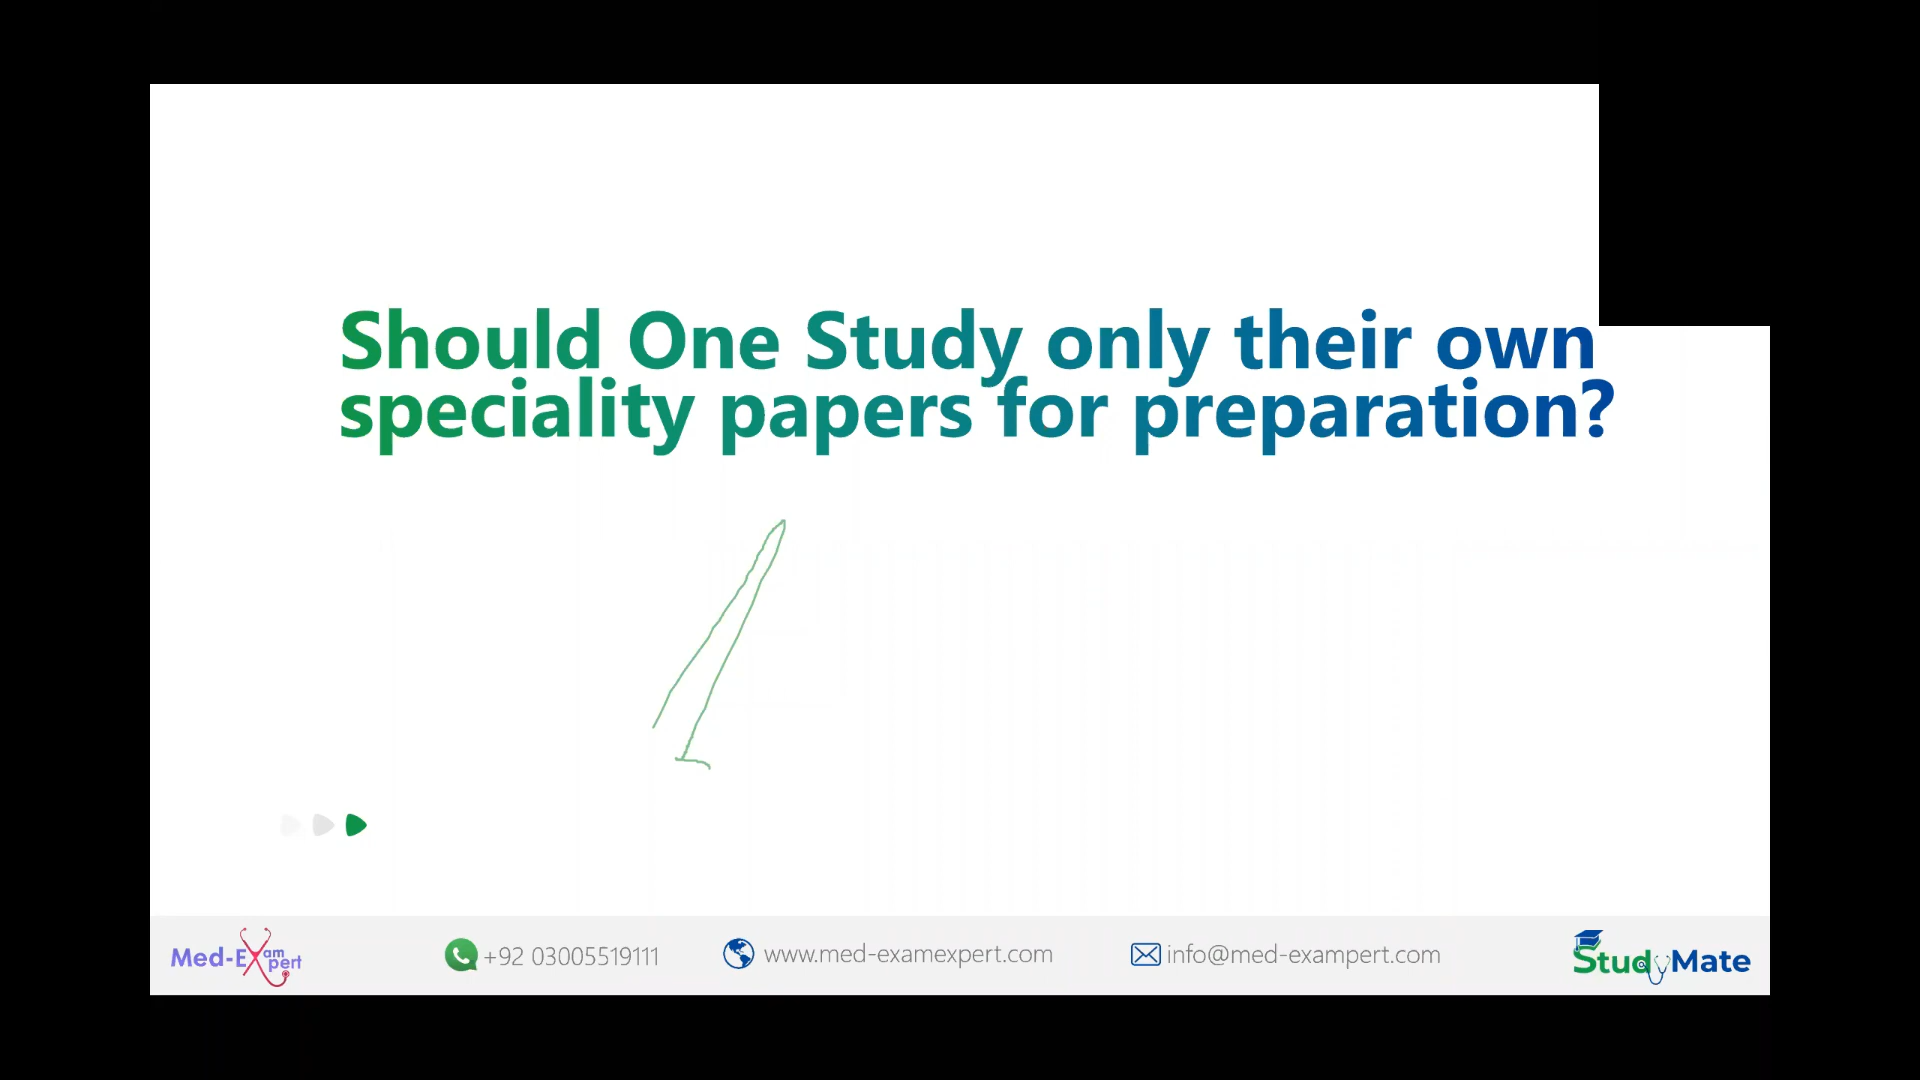 Should One Study only their own
speciality papers for preparation?
Med-Exam Expert
+92 03005519111
www.med-examexpert.com
info@med-exampert.com
StudyMate